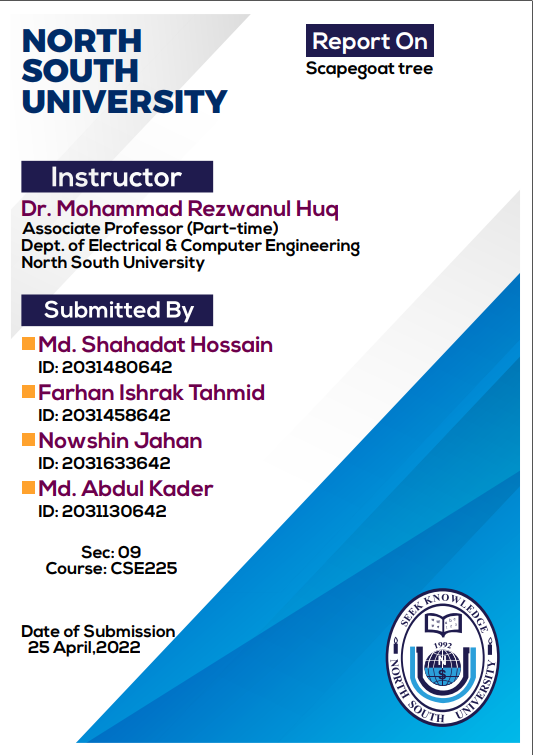 NORTH
SOUTH
UNIVERSITY
Report On
Scapegoat tree
Instructor
Dr. Mohammad Rezwanul Huq
Associate Professor (Part-time)
Dept. of Electrical & Computer Engineering
North South University
Submitted By
Md. Shahadat Hossain
ID: 2031480642
Farhan Ishrak Tahmid
ID: 2031458642
Nowshin Jahan
ID: 2031633642
Md. Abdul Kader
ID: 2031130642
Sec: 09
Course: CSE225
Date of Submission
25 April,2022
SEEK KNOWLEDGE
1992
NORTH SOUTH UNIVERSITY